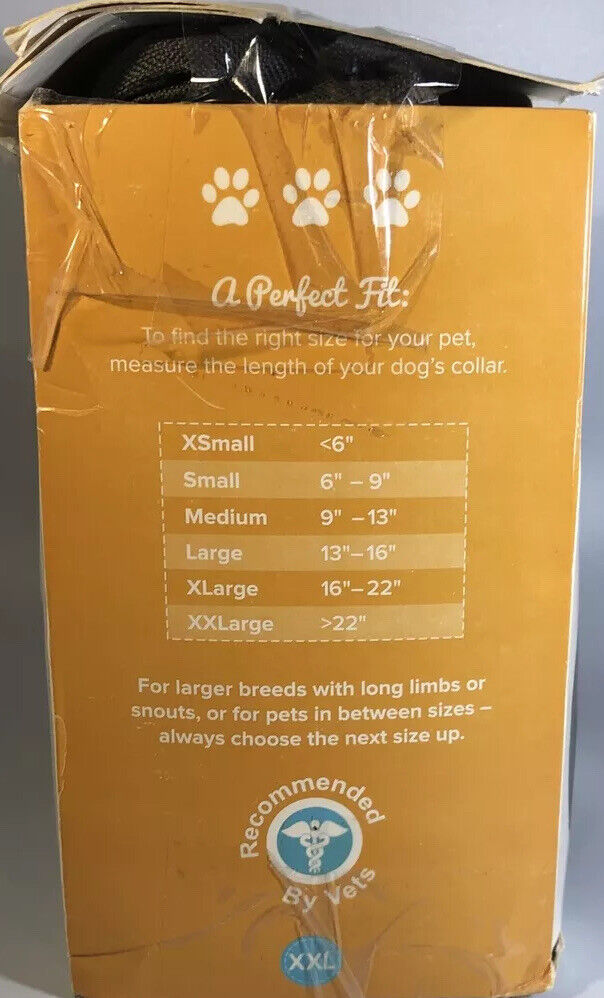 A Perfect Fit:
To find the right size for your pet,
measure the length of your dog's collar.
XSmall <6"
Small 6" – 9"
Medium 9" –13"
Large 13"–16"
XLarge 16"–22"
XXLarge >22"
For larger breeds with long limbs or
snouts, or for pets in between sizes –
always choose the next size up.
Recommended
By Vets
XXL